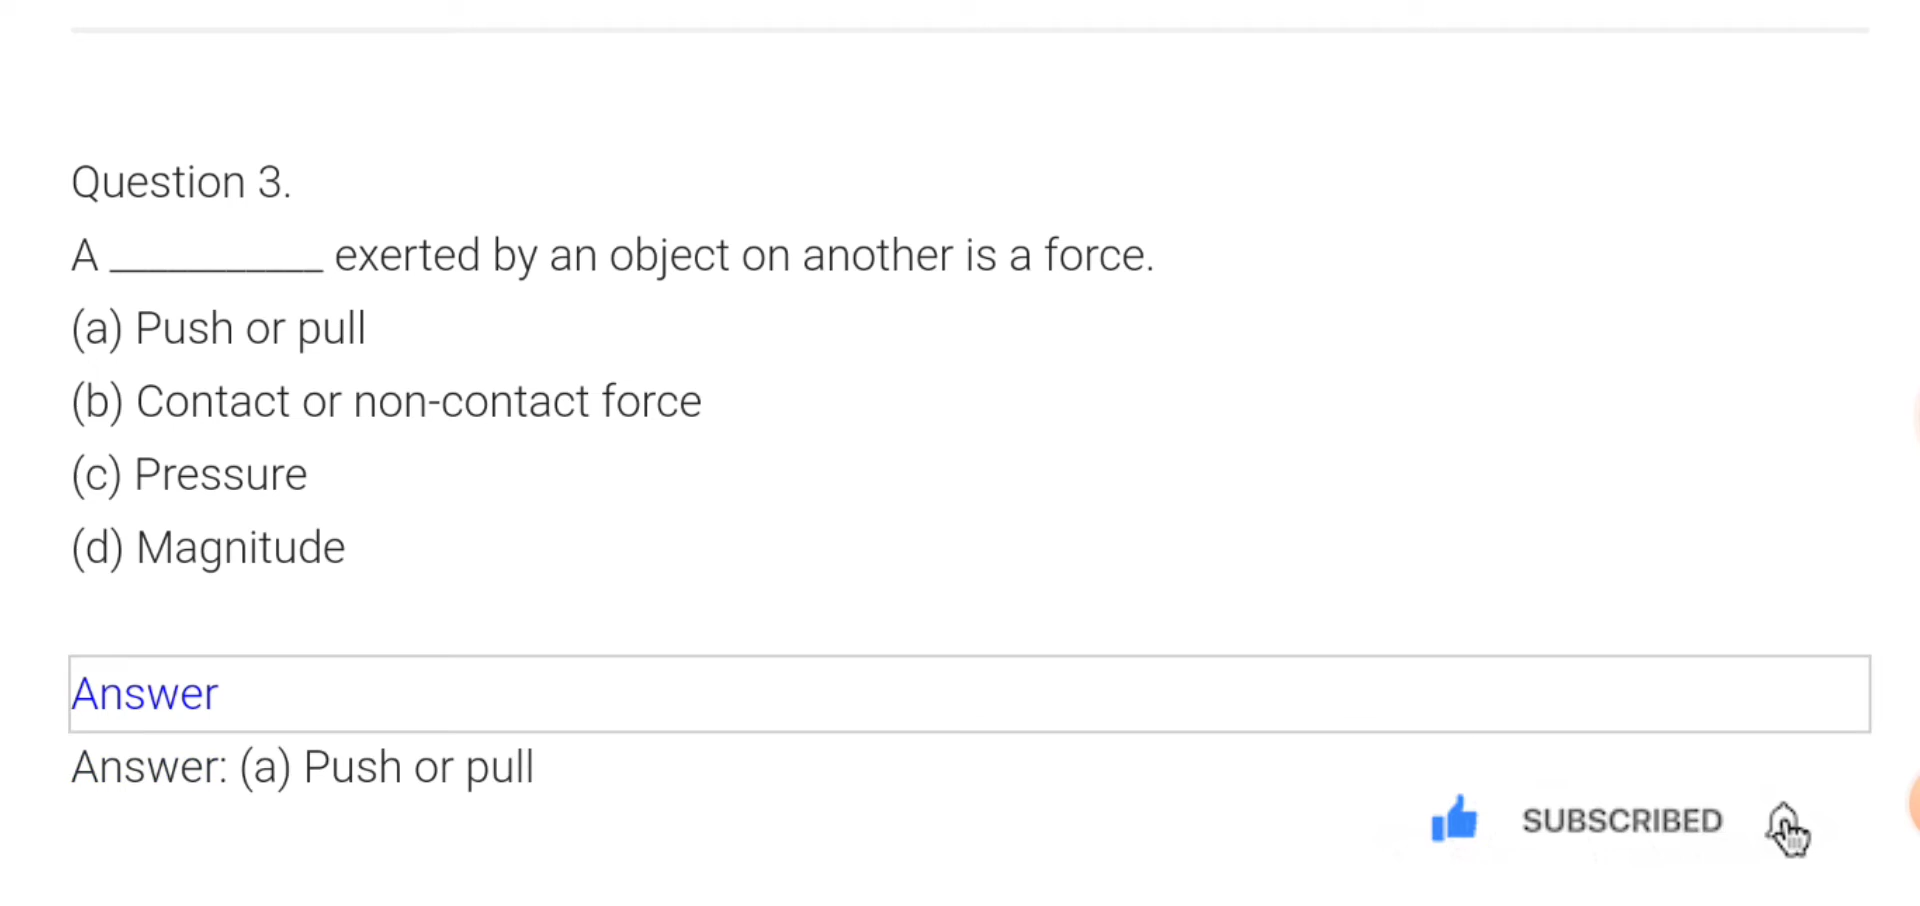 Question 3.
A __________ exerted by an object on another is a force.
(a) Push or pull
(b) Contact or non-contact force
(c) Pressure
(d) Magnitude
Answer
Answer: (a) Push or pull
SUBSCRIBED